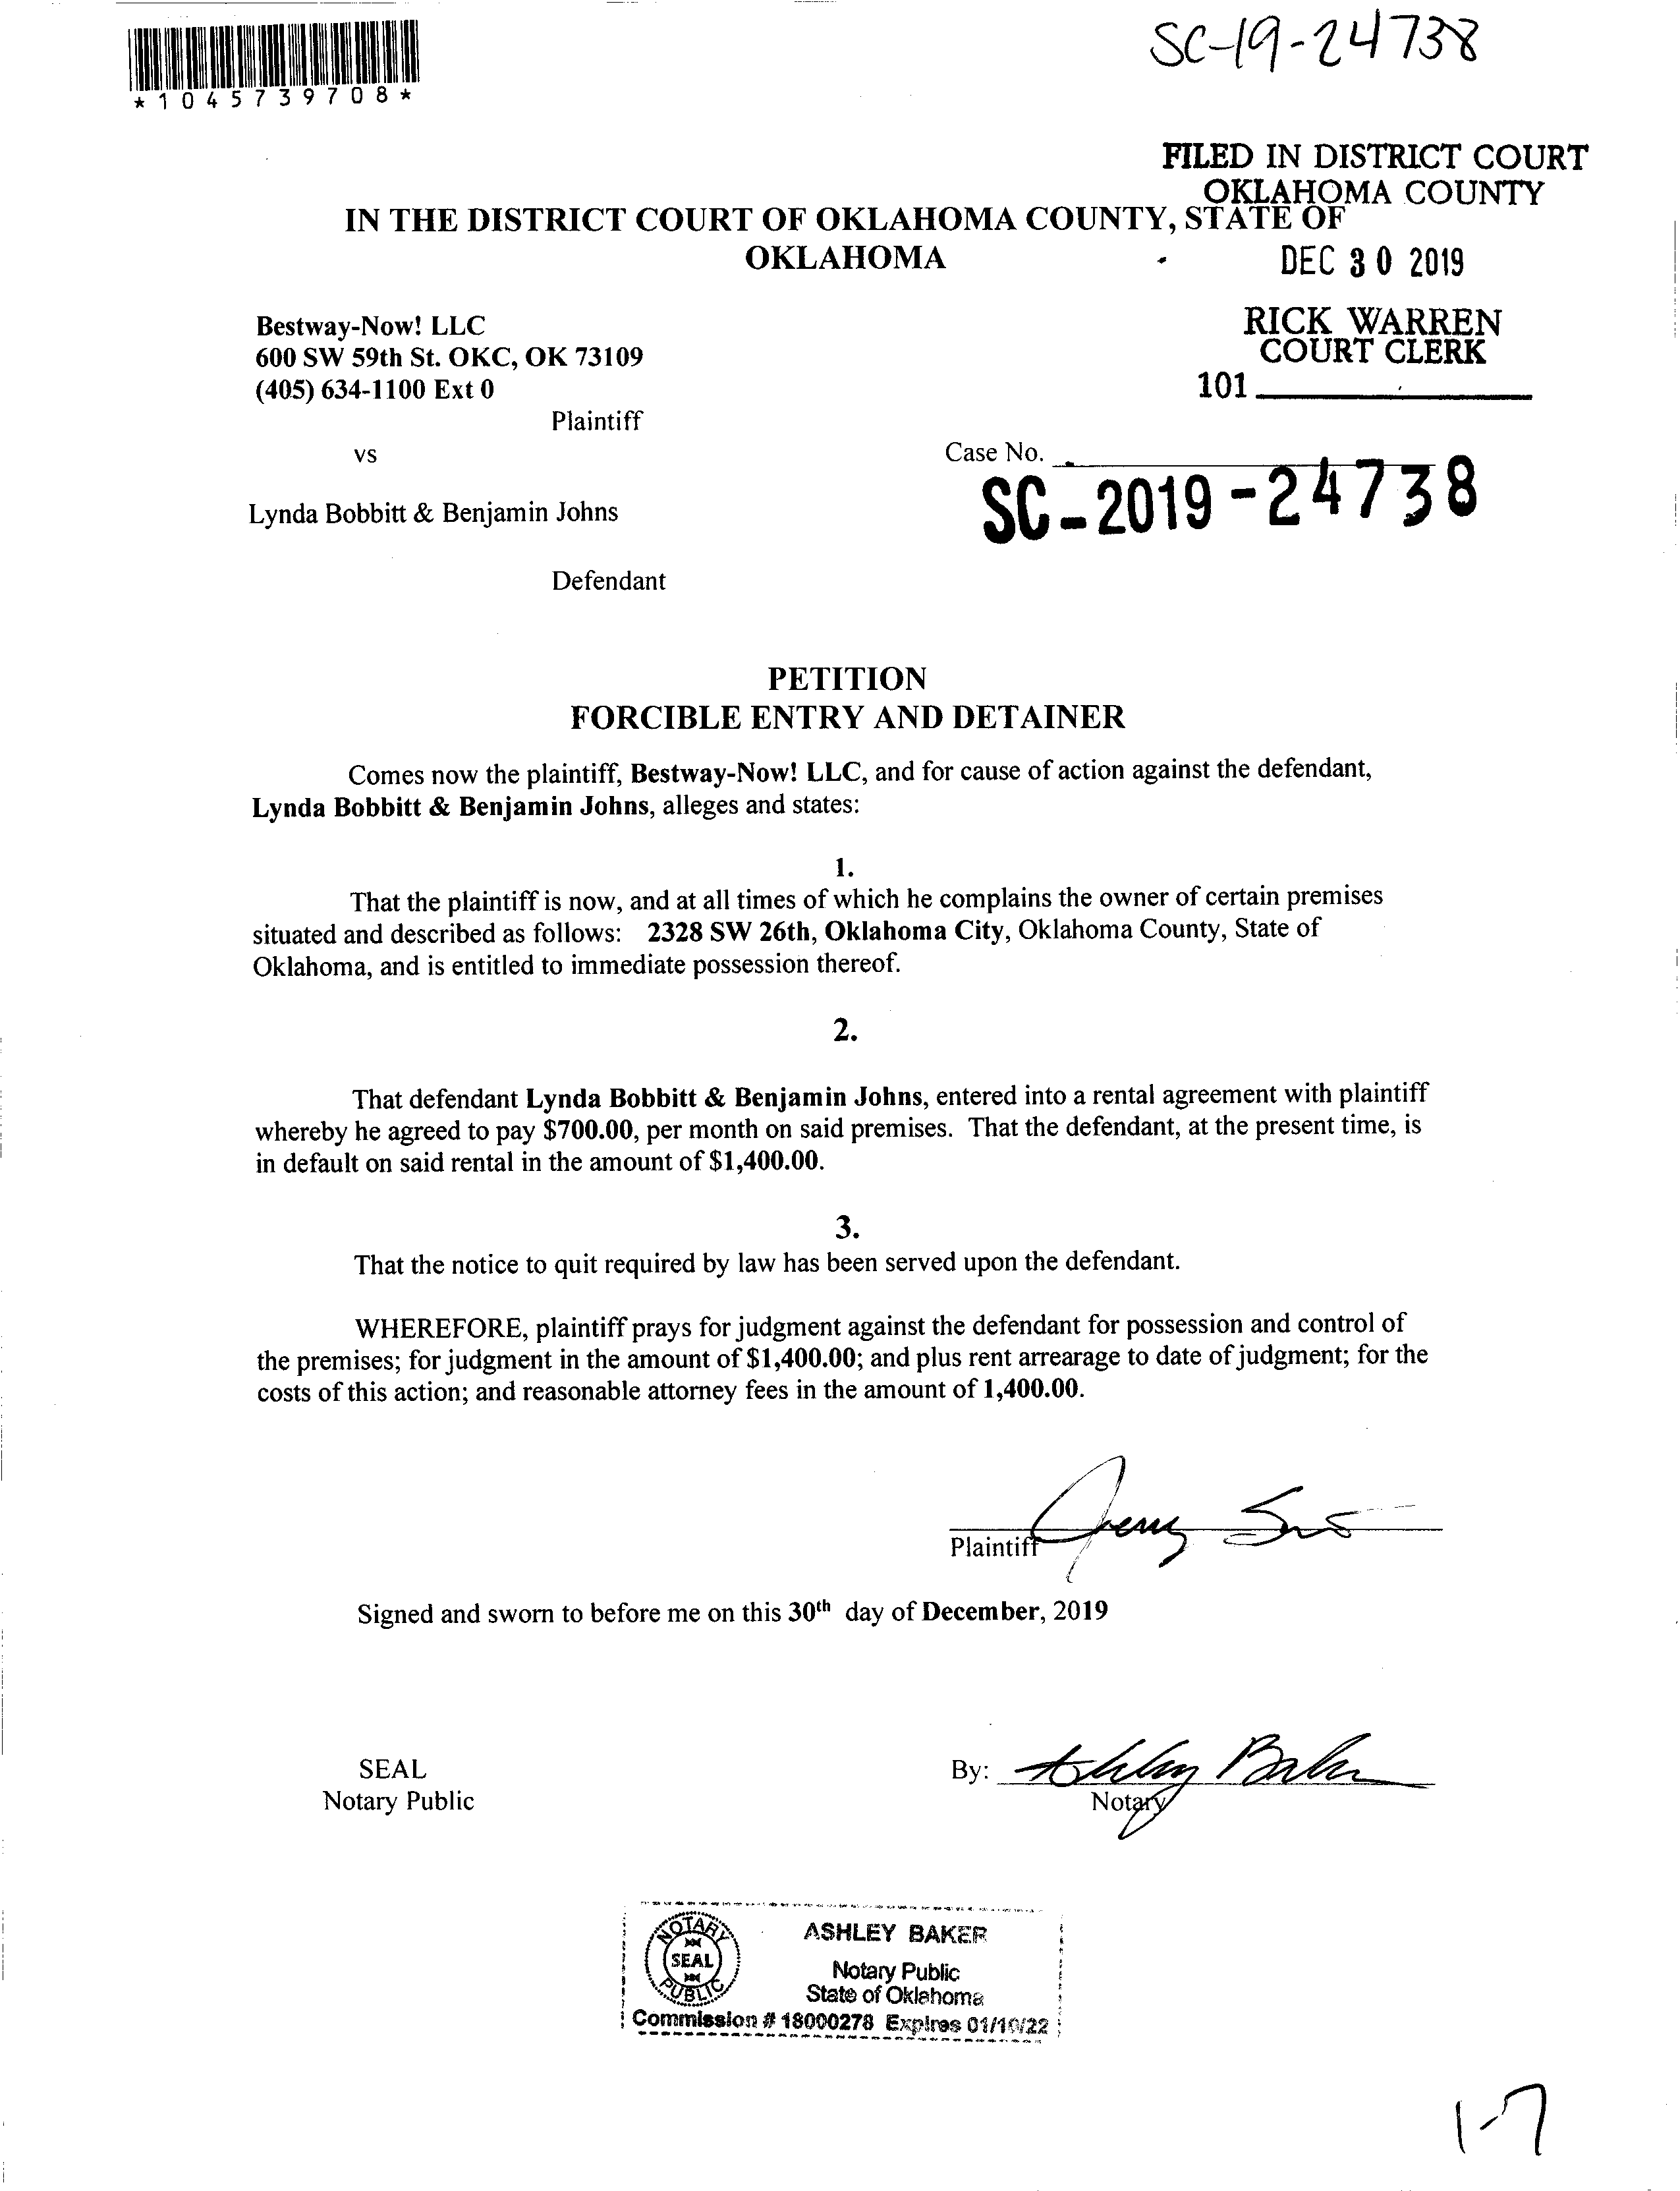 SC-19-24738
*1045739708*
FILED IN DISTRICT COURT
OKLAHOMA COUNTY
IN THE DISTRICT COURT OF OKLAHOMA COUNTY, STATE OF
OKLAHOMA
DEC 30 2019
Bestway-Now! LLC
RICK WARREN
600 SW 59th St. OKC, OK 73109
COURT CLERK
(405) 634-1100 Ext 0
101
Plaintiff
vs
Case No.
SC-2019-24738
Lynda Bobbitt & Benjamin Johns
Defendant
PETITION
FORCIBLE ENTRY AND DETAINER
Comes now the plaintiff, Bestway-Now! LLC, and for cause of action against the defendant,
Lynda Bobbitt & Benjamin Johns, alleges and states:
1.
That the plaintiff is now, and at all times of which he complains the owner of certain premises
situated and described as follows: 2328 SW 26th, Oklahoma City, Oklahoma County, State of
Oklahoma, and is entitled to immediate possession thereof.
2.
That defendant Lynda Bobbitt & Benjamin Johns, entered into a rental agreement with plaintiff
whereby he agreed to pay $700.00, per month on said premises. That the defendant, at the present time, is
in default on said rental in the amount of $1,400.00.
3.
That the notice to quit required by law has been served upon the defendant.
WHEREFORE, plaintiff prays for judgment against the defendant for possession and control of
the premises; for judgment in the amount of $1,400.00; and plus rent arrearage to date of judgment; for the
costs of this action; and reasonable attorney fees in the amount of 1,400.00.
Jerry
Plaintiff
Signed and sworn to before me on this 30th day of December, 2019
SEAL
By: Ashley Baker
Notary Public
Notary
NOTARY
SEAL
PUBLIC
ASHLEY BAKER
Notary Public
State of Oklahoma
Commission # 18000278 Expires 01/10/22
1-7